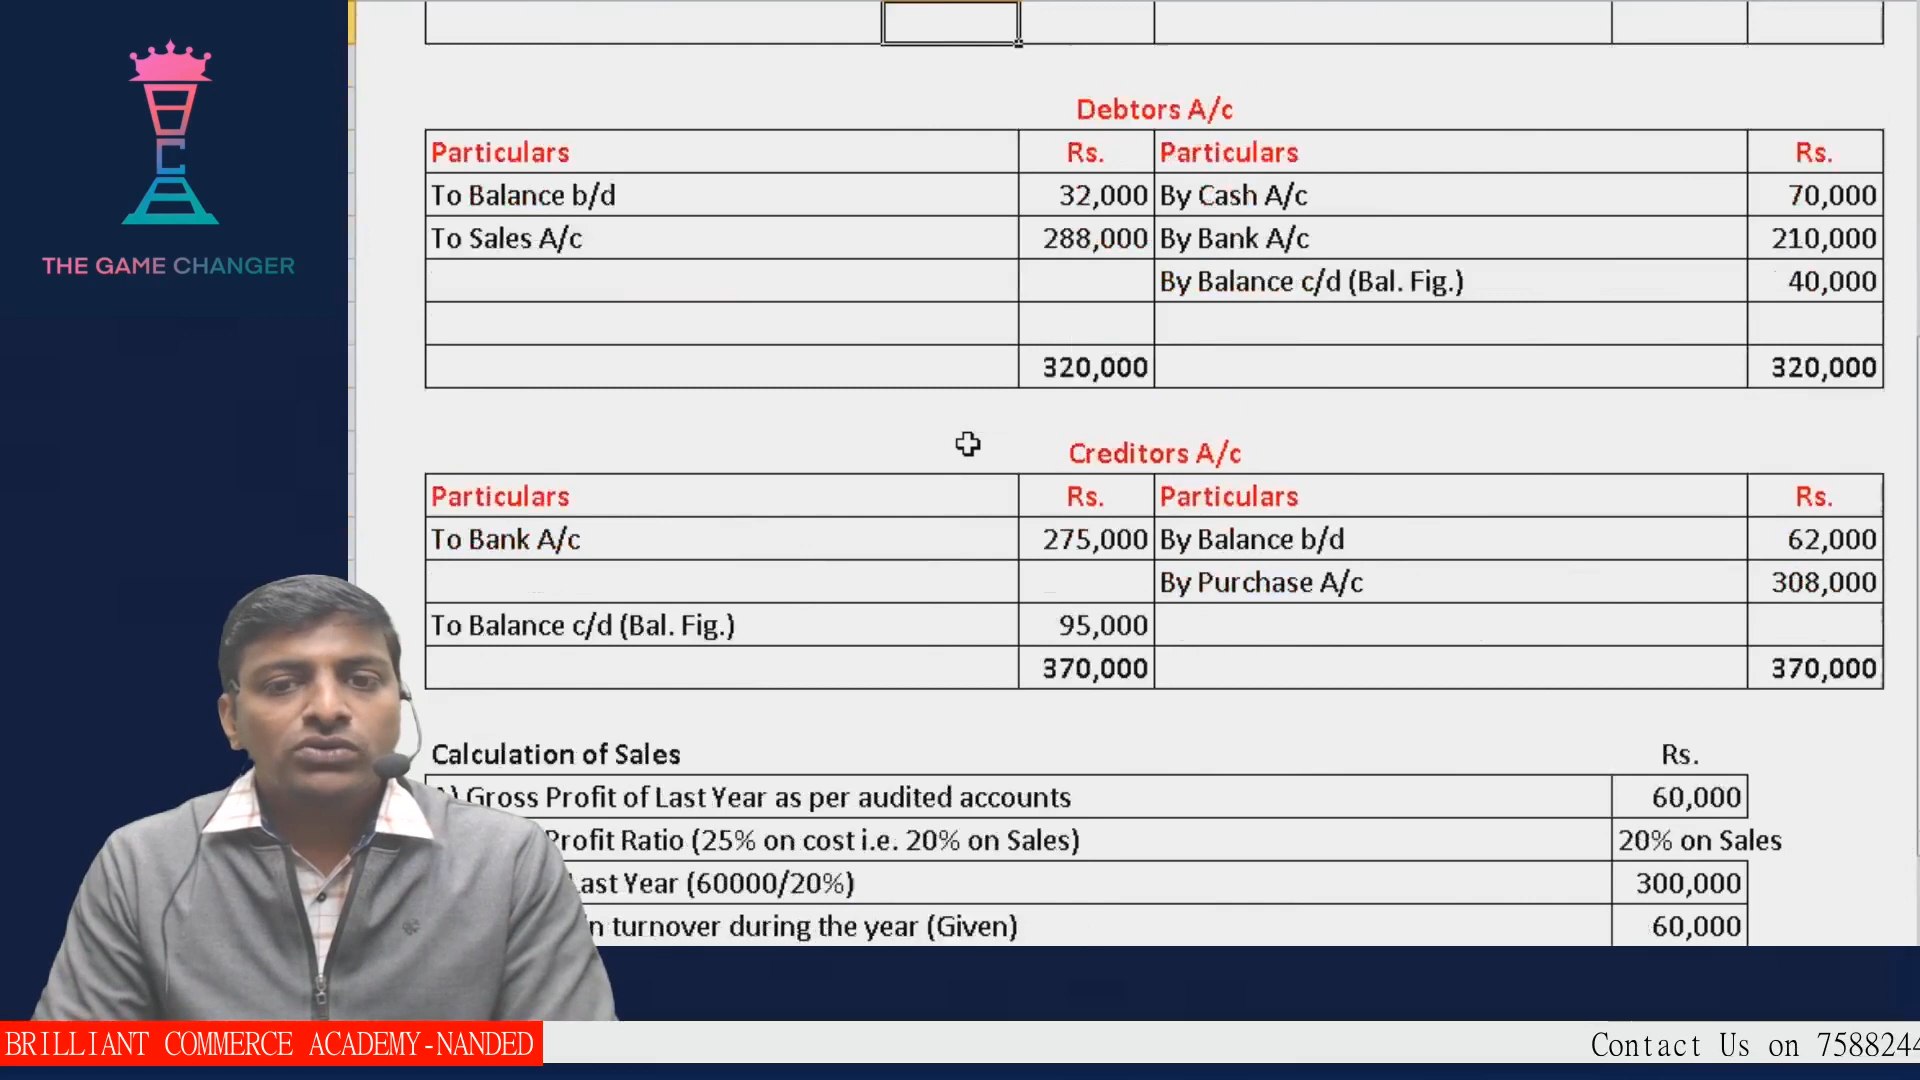 THE GAME CHANGER
Debtors A/c
Particulars Rs. Particulars Rs.
To Balance b/d 32,000 By Cash A/c 70,000
To Sales A/c 288,000 By Bank A/c 210,000
By Balance c/d (Bal. Fig.) 40,000
320,000 320,000
Creditors A/c
Particulars Rs. Particulars Rs.
To Bank A/c 275,000 By Balance b/d 62,000
By Purchase A/c 308,000
To Balance c/d (Bal. Fig.) 95,000
370,000 370,000
Calculation of Sales Rs.
Gross Profit of Last Year as per audited accounts 60,000
Profit Ratio (25% on cost i.e. 20% on Sales) 20% on Sales
Last Year (60000/20%) 300,000
turnover during the year (Given) 60,000
BRILLIANT COMMERCE ACADEMY-NANDED
Contact Us on 7588244